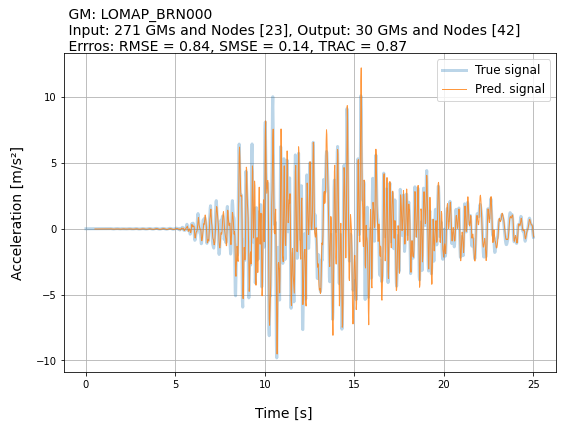 GM: LOMAP_BRN000
Input: 271 GMs and Nodes [23], Output: 30 GMs and Nodes [42]
Errros: RMSE = 0.84, SMSE = 0.14, TRAC = 0.87
True signal
Pred. signal
Acceleration [m/s²]
10
5
0
−5
−10
0
5
10
15
20
25
Time [s]